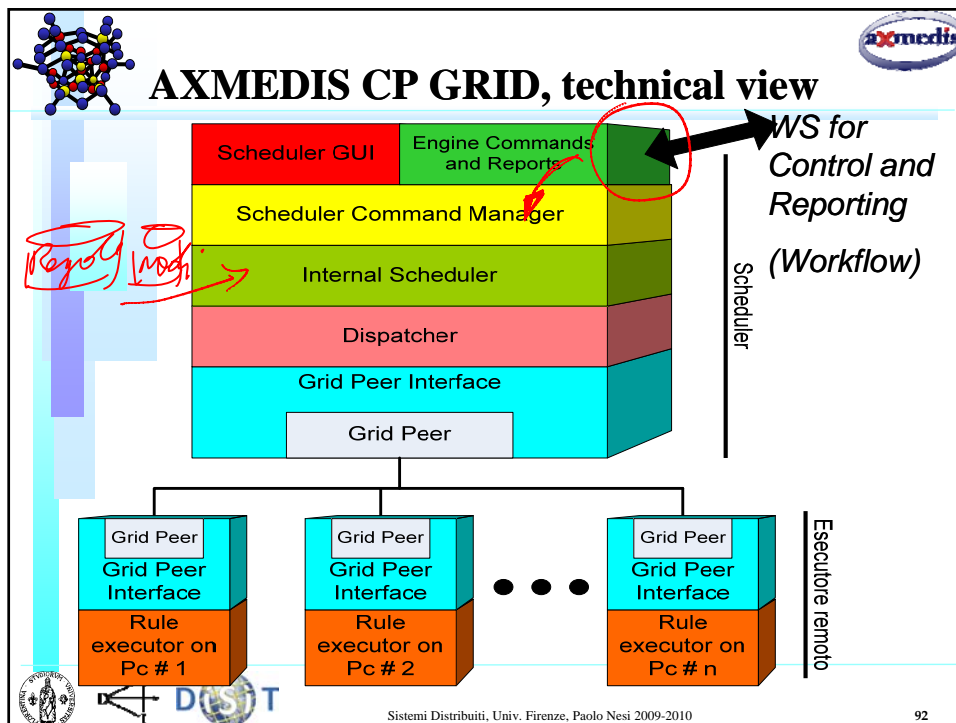 axmedis
AXMEDIS CP GRID, technical view
Scheduler GUI
Engine Commands
and Reports
WS for
Control and
Reporting
(Workflow)
Scheduler Command Manager
Internal Scheduler
Dispatcher
Grid Peer Interface
Grid Peer
Scheduler
Grid Peer
Grid Peer
Interface
Rule
executor on
Pc # 1
Grid Peer
Grid Peer
Interface
Rule
executor on
Pc # 2
Grid Peer
Grid Peer
Interface
Rule
executor on
Pc # n
Esecutore remoto
Sistemi Distribuiti, Univ. Firenze, Paolo Nesi 2009-2010
92